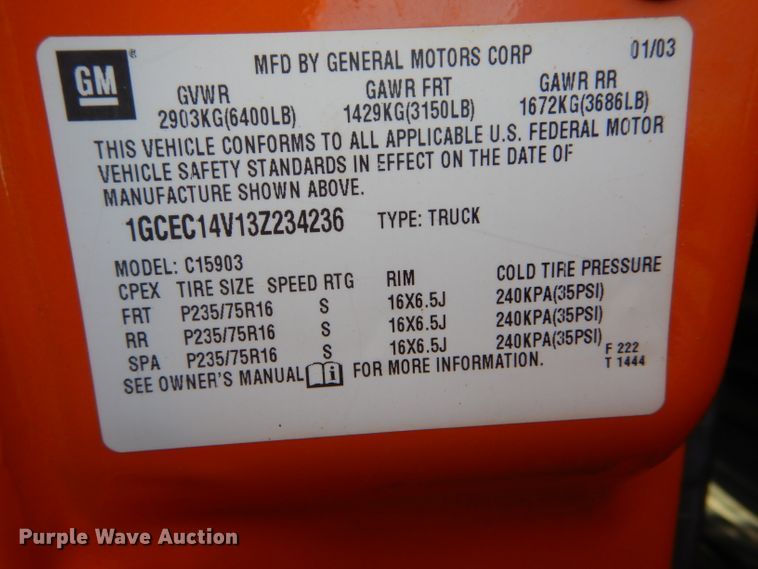 GM
®
MFD BY GENERAL MOTORS CORP 01/03
GVWR GAWR FRT GAWR RR
2903KG(6400LB) 1429KG(3150LB) 1672KG(3686LB)
THIS VEHICLE CONFORMS TO ALL APPLICABLE U.S. FEDERAL MOTOR
VEHICLE SAFETY STANDARDS IN EFFECT ON THE DATE OF
MANUFACTURE SHOWN ABOVE.
1GCEC14V13Z234236 TYPE: TRUCK
MODEL: C15903
CPEX TIRE SIZE SPEED RTG RIM COLD TIRE PRESSURE
FRT P235/75R16 S 16X6.5J 240KPA(35PSI)
RR P235/75R16 S 16X6.5J 240KPA(35PSI)
SPA P235/75R16 S 16X6.5J 240KPA(35PSI)
SEE OWNER'S MANUAL i FOR MORE INFORMATION.
F 222
T 1444
Purple Wave Auction